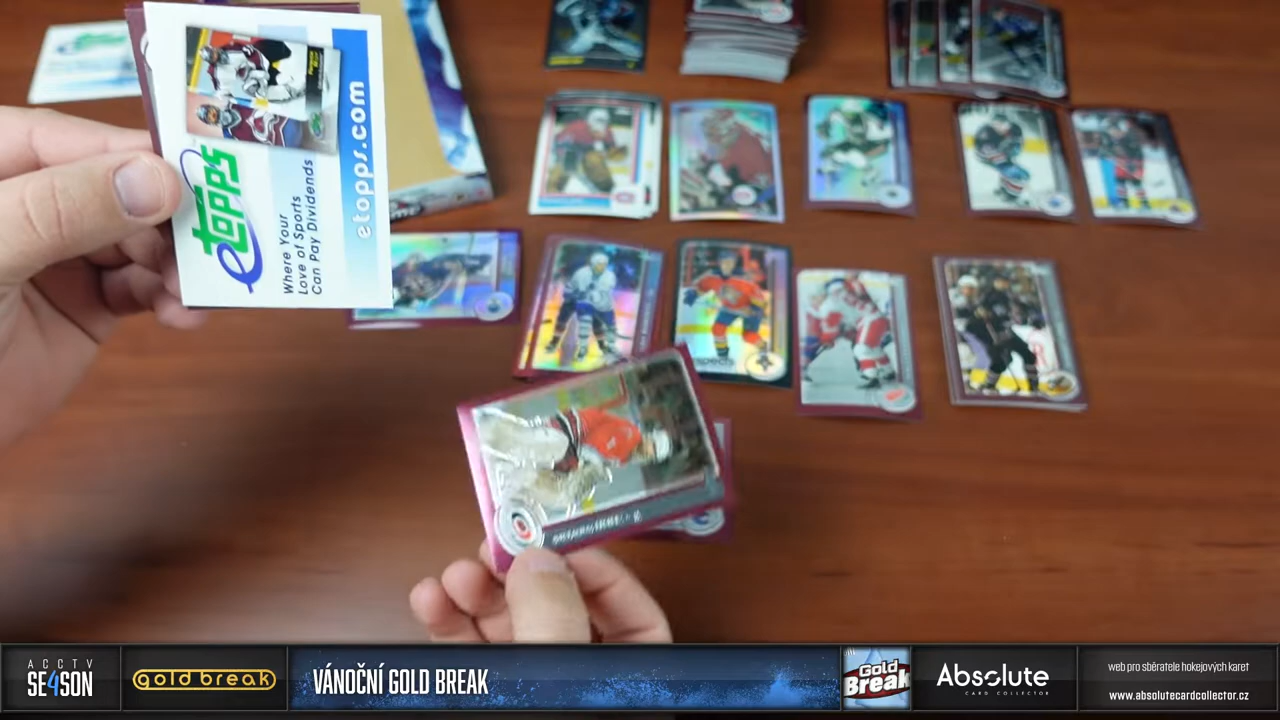 etopps
Where Your
Love of Sports
Can Pay Dividends
etopps.com
ACCTV
SE4SON
gold break
VÁNOČNÍ GOLD BREAK
Gold
Break
Absolute
CARD COLLECTOR
web pro sběratele hokejových karet
www.absolutecardcollector.cz